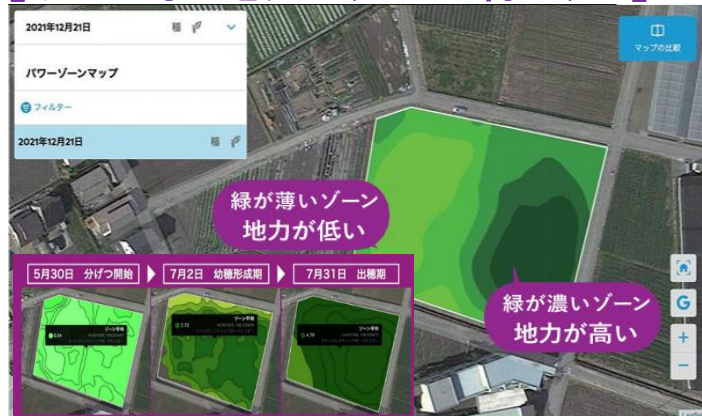 2021年12月21日
マップの比較
パワーゾーンマップ
フィルター
2021年12月21日
緑が薄いゾーン
地力が低い
5月30日 分げつ開始
7月2日 幼穂形成期
7月31日 出穂期
ゾーン平均
ゾーン平均
2.73
ゾーン平均
4.79
緑が濃いゾーン
地力が高い
G
+
−